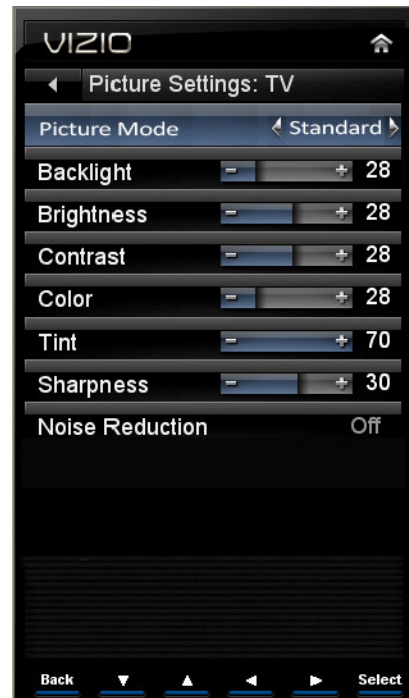 VIZIO
Picture Settings: TV
Picture Mode Standard
Backlight - + 28
Brightness - + 28
Contrast - + 28
Color - + 28
Tint - + 70
Sharpness - + 30
Noise Reduction Off
Back Select